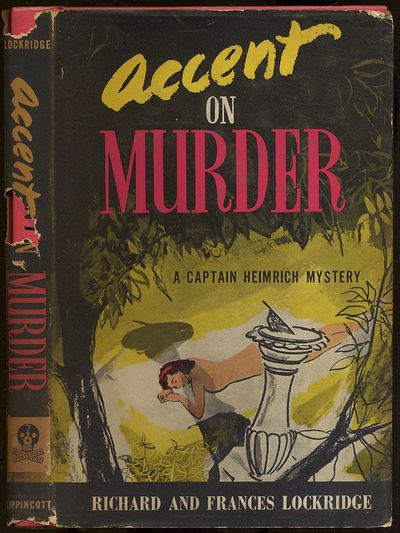 accent
ON
MURDER
A CAPTAIN HEIMRICH MYSTERY
RICHARD AND FRANCES LOCKRIDGE
LOCKRIDGE
accent
MURDER
LIPPINCOTT